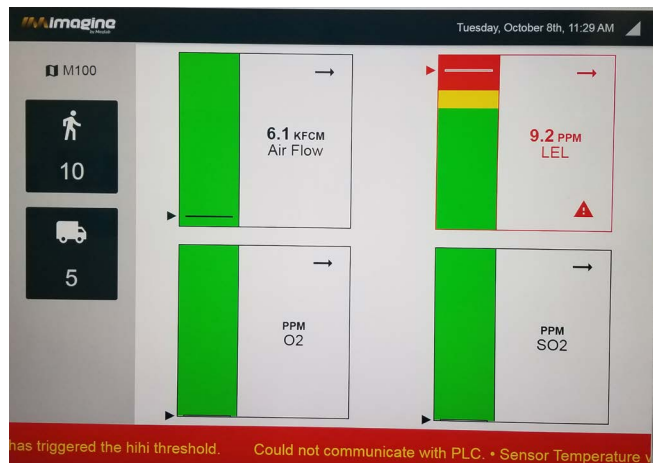 imagine
Tuesday, October 8th, 11:29 AM
M100
10
5
6.1 KFCM
Air Flow
9.2 PPM
LEL
PPM
O2
PPM
SO2
has triggered the hihi threshold. Could not communicate with PLC. • Sensor Temperature v